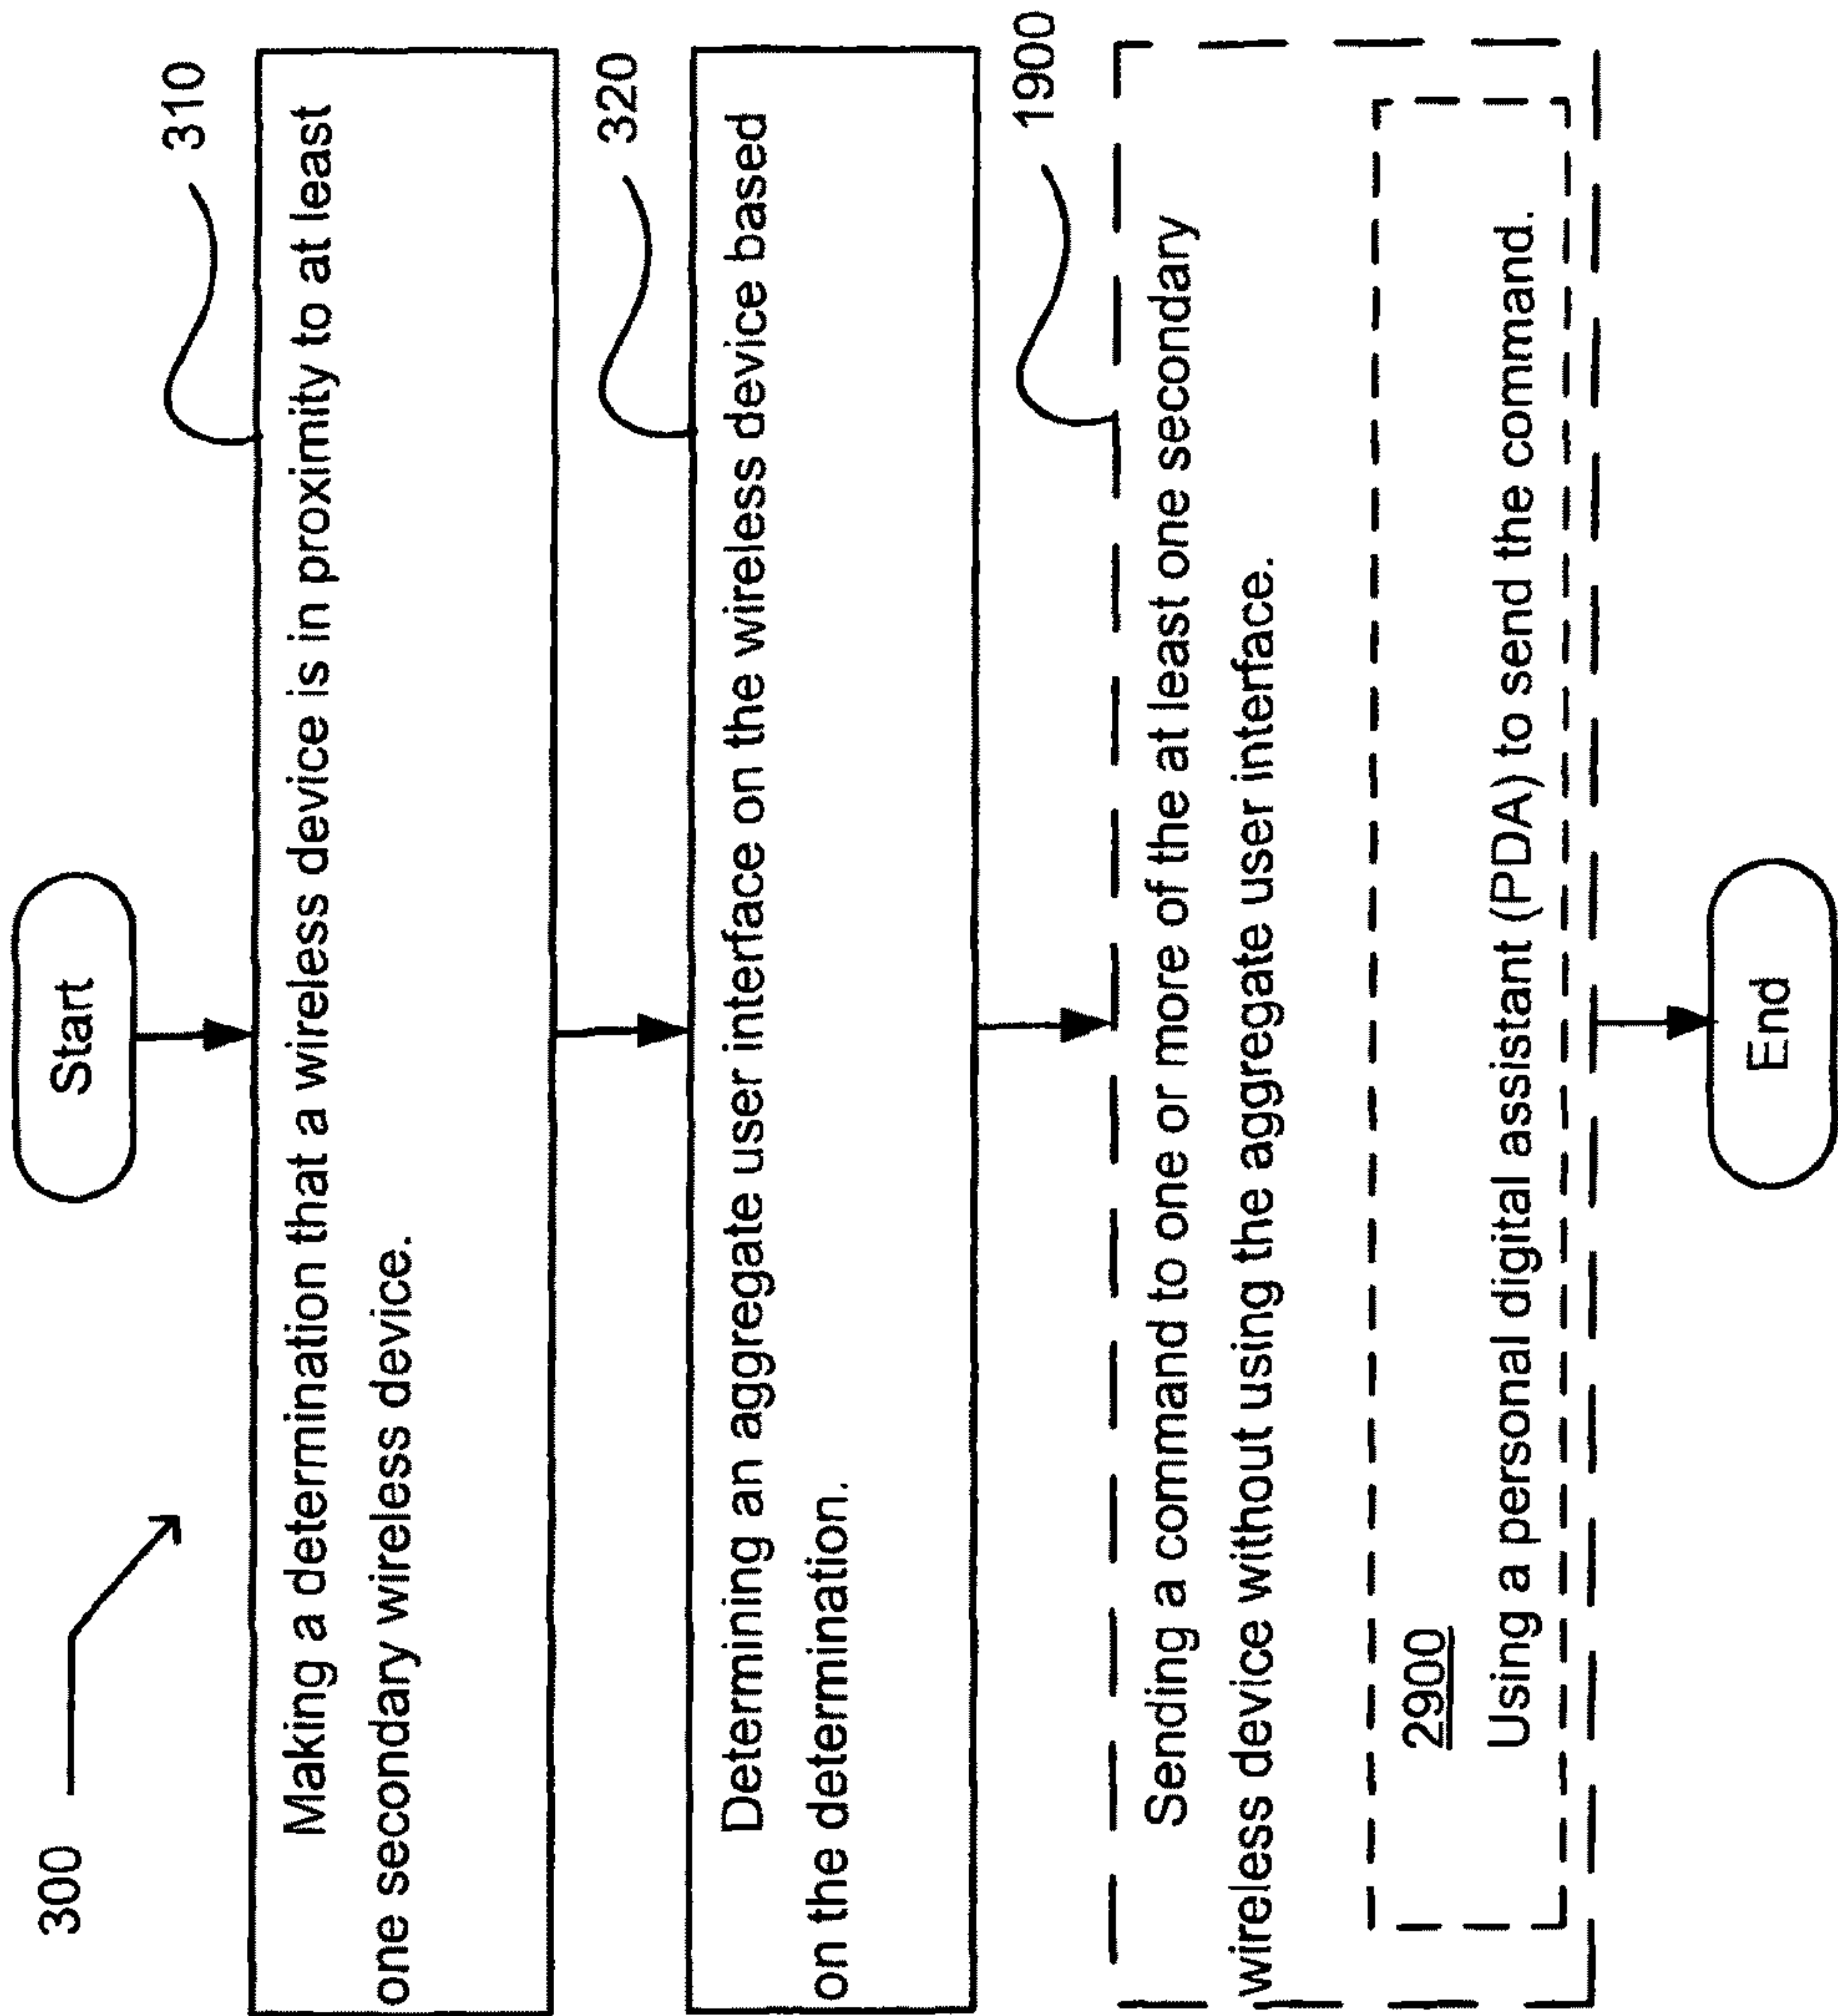 300
Start
310
Making a determination that a wireless device is in proximity to at least
one secondary wireless device.
320
Determining an aggregate user interface on the wireless device based
on the determination.
1900
Sending a command to one or more of the at least one secondary
wireless device without using the aggregate user interface.
2900
Using a personal digital assistant (PDA) to send the command.
End